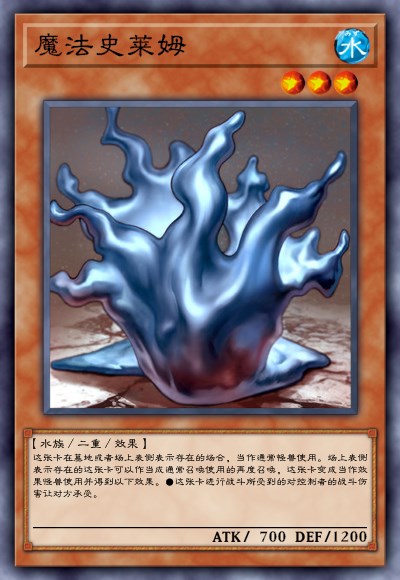 魔法史莱姆
水
【水族／二重／效果】
这张卡在墓地或者场上表侧表示存在的场合，当作通常怪兽使用。场上表侧
表示存在的这张卡可以作当成通常召唤使用的再度召唤，这张卡变成当作效
果怪兽使用并得到以下效果。●这张卡进行战斗所受到的对控制者的战斗伤
害让对方承受。
ATK/ 700 DEF/1200